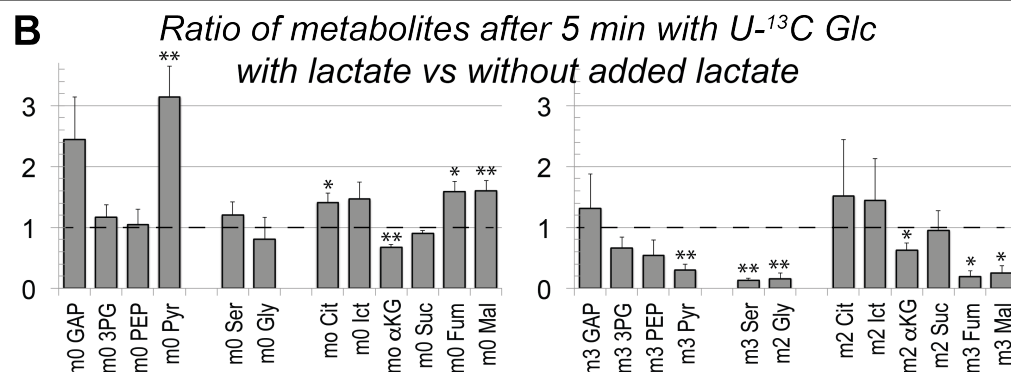 B
Ratio of metabolites after 5 min with U-¹³C Glc
with lactate vs without added lactate
3
2
1
0
**
*
**
*
**
m0 GAP
m0 3PG
m0 PEP
m0 Pyr
m0 Ser
m0 Gly
mo Cit
m0 Ict
mo αKG
m0 Suc
m0 Fum
m0 Mal
3
2
1
0
**
**
**
*
*
*
m3 GAP
m3 3PG
m3 PEP
m3 Pyr
m3 Ser
m2 Gly
m2 Cit
m2 Ict
m2 αKG
m2 Suc
m3 Fum
m3 Mal